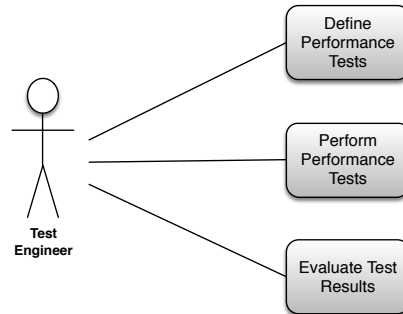 Define
Performance
Tests
Perform
Performance
Tests
Test
Engineer
Evaluate Test
Results